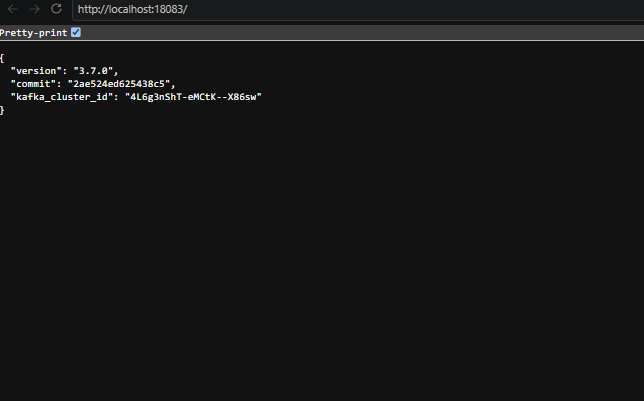 http://localhost:18083/
Pretty-print
{
"version": "3.7.0",
"commit": "2ae524ed625438c5",
"kafka_cluster_id": "4L6g3nShT-eMCtK--X86sw"
}